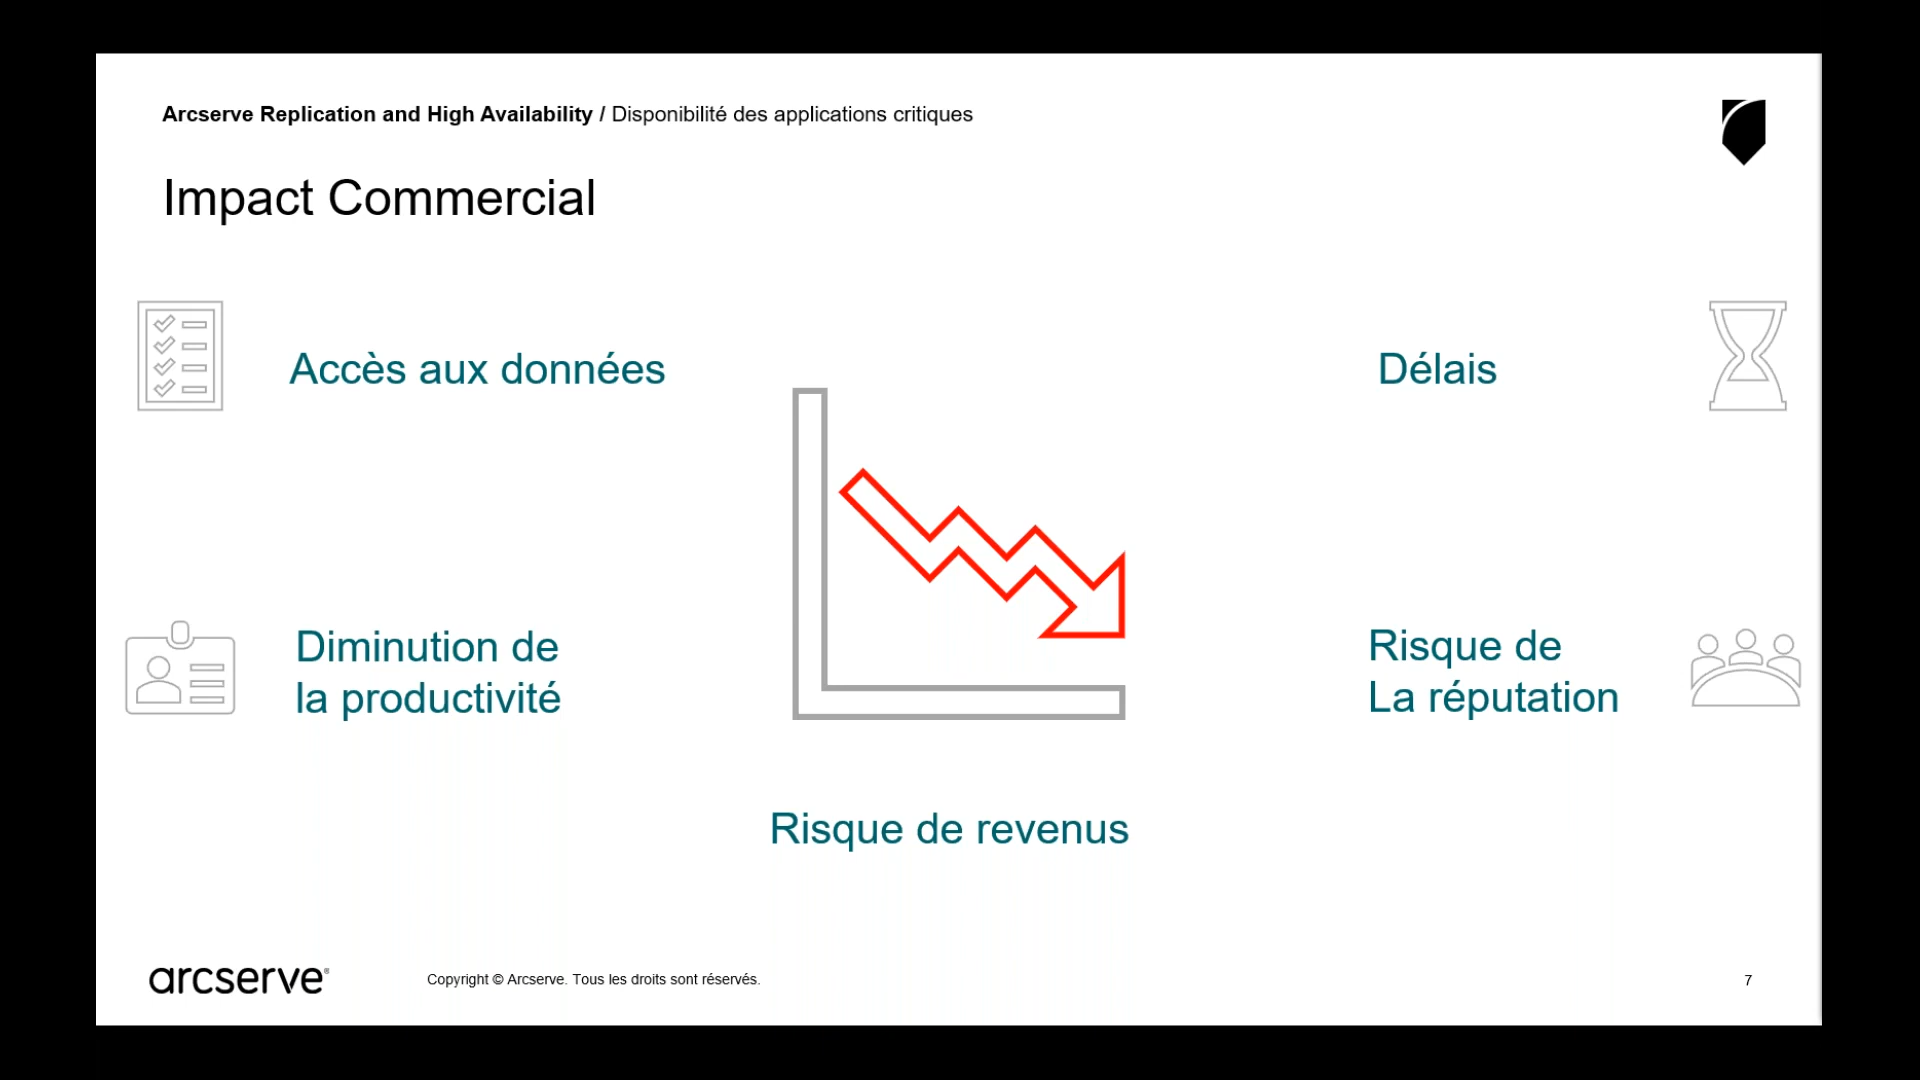 Arcserve Replication and High Availability / Disponibilité des applications critiques
Impact Commercial
Accès aux données
Délais
Diminution de
la productivité
Risque de
La réputation
Risque de revenus
arcserve®
Copyright © Arcserve. Tous les droits sont réservés.
7